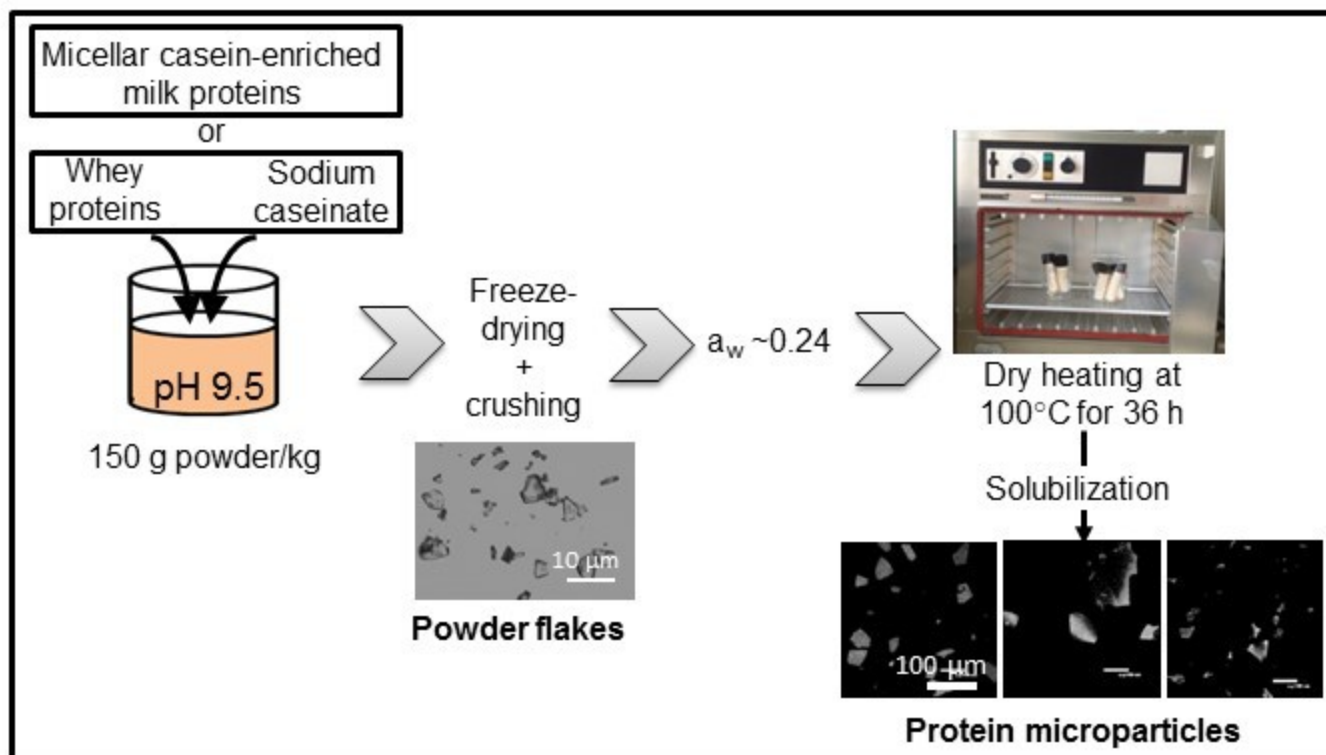 Micellar casein-enriched
milk proteins
or
Whey
proteins
Sodium
caseinate
pH 9.5
150 g powder/kg
Freeze-
drying
+
crushing
10 µm
Powder flakes
a_w ~0.24
Dry heating at
100°C for 36 h
Solubilization
100 µm
Protein microparticles